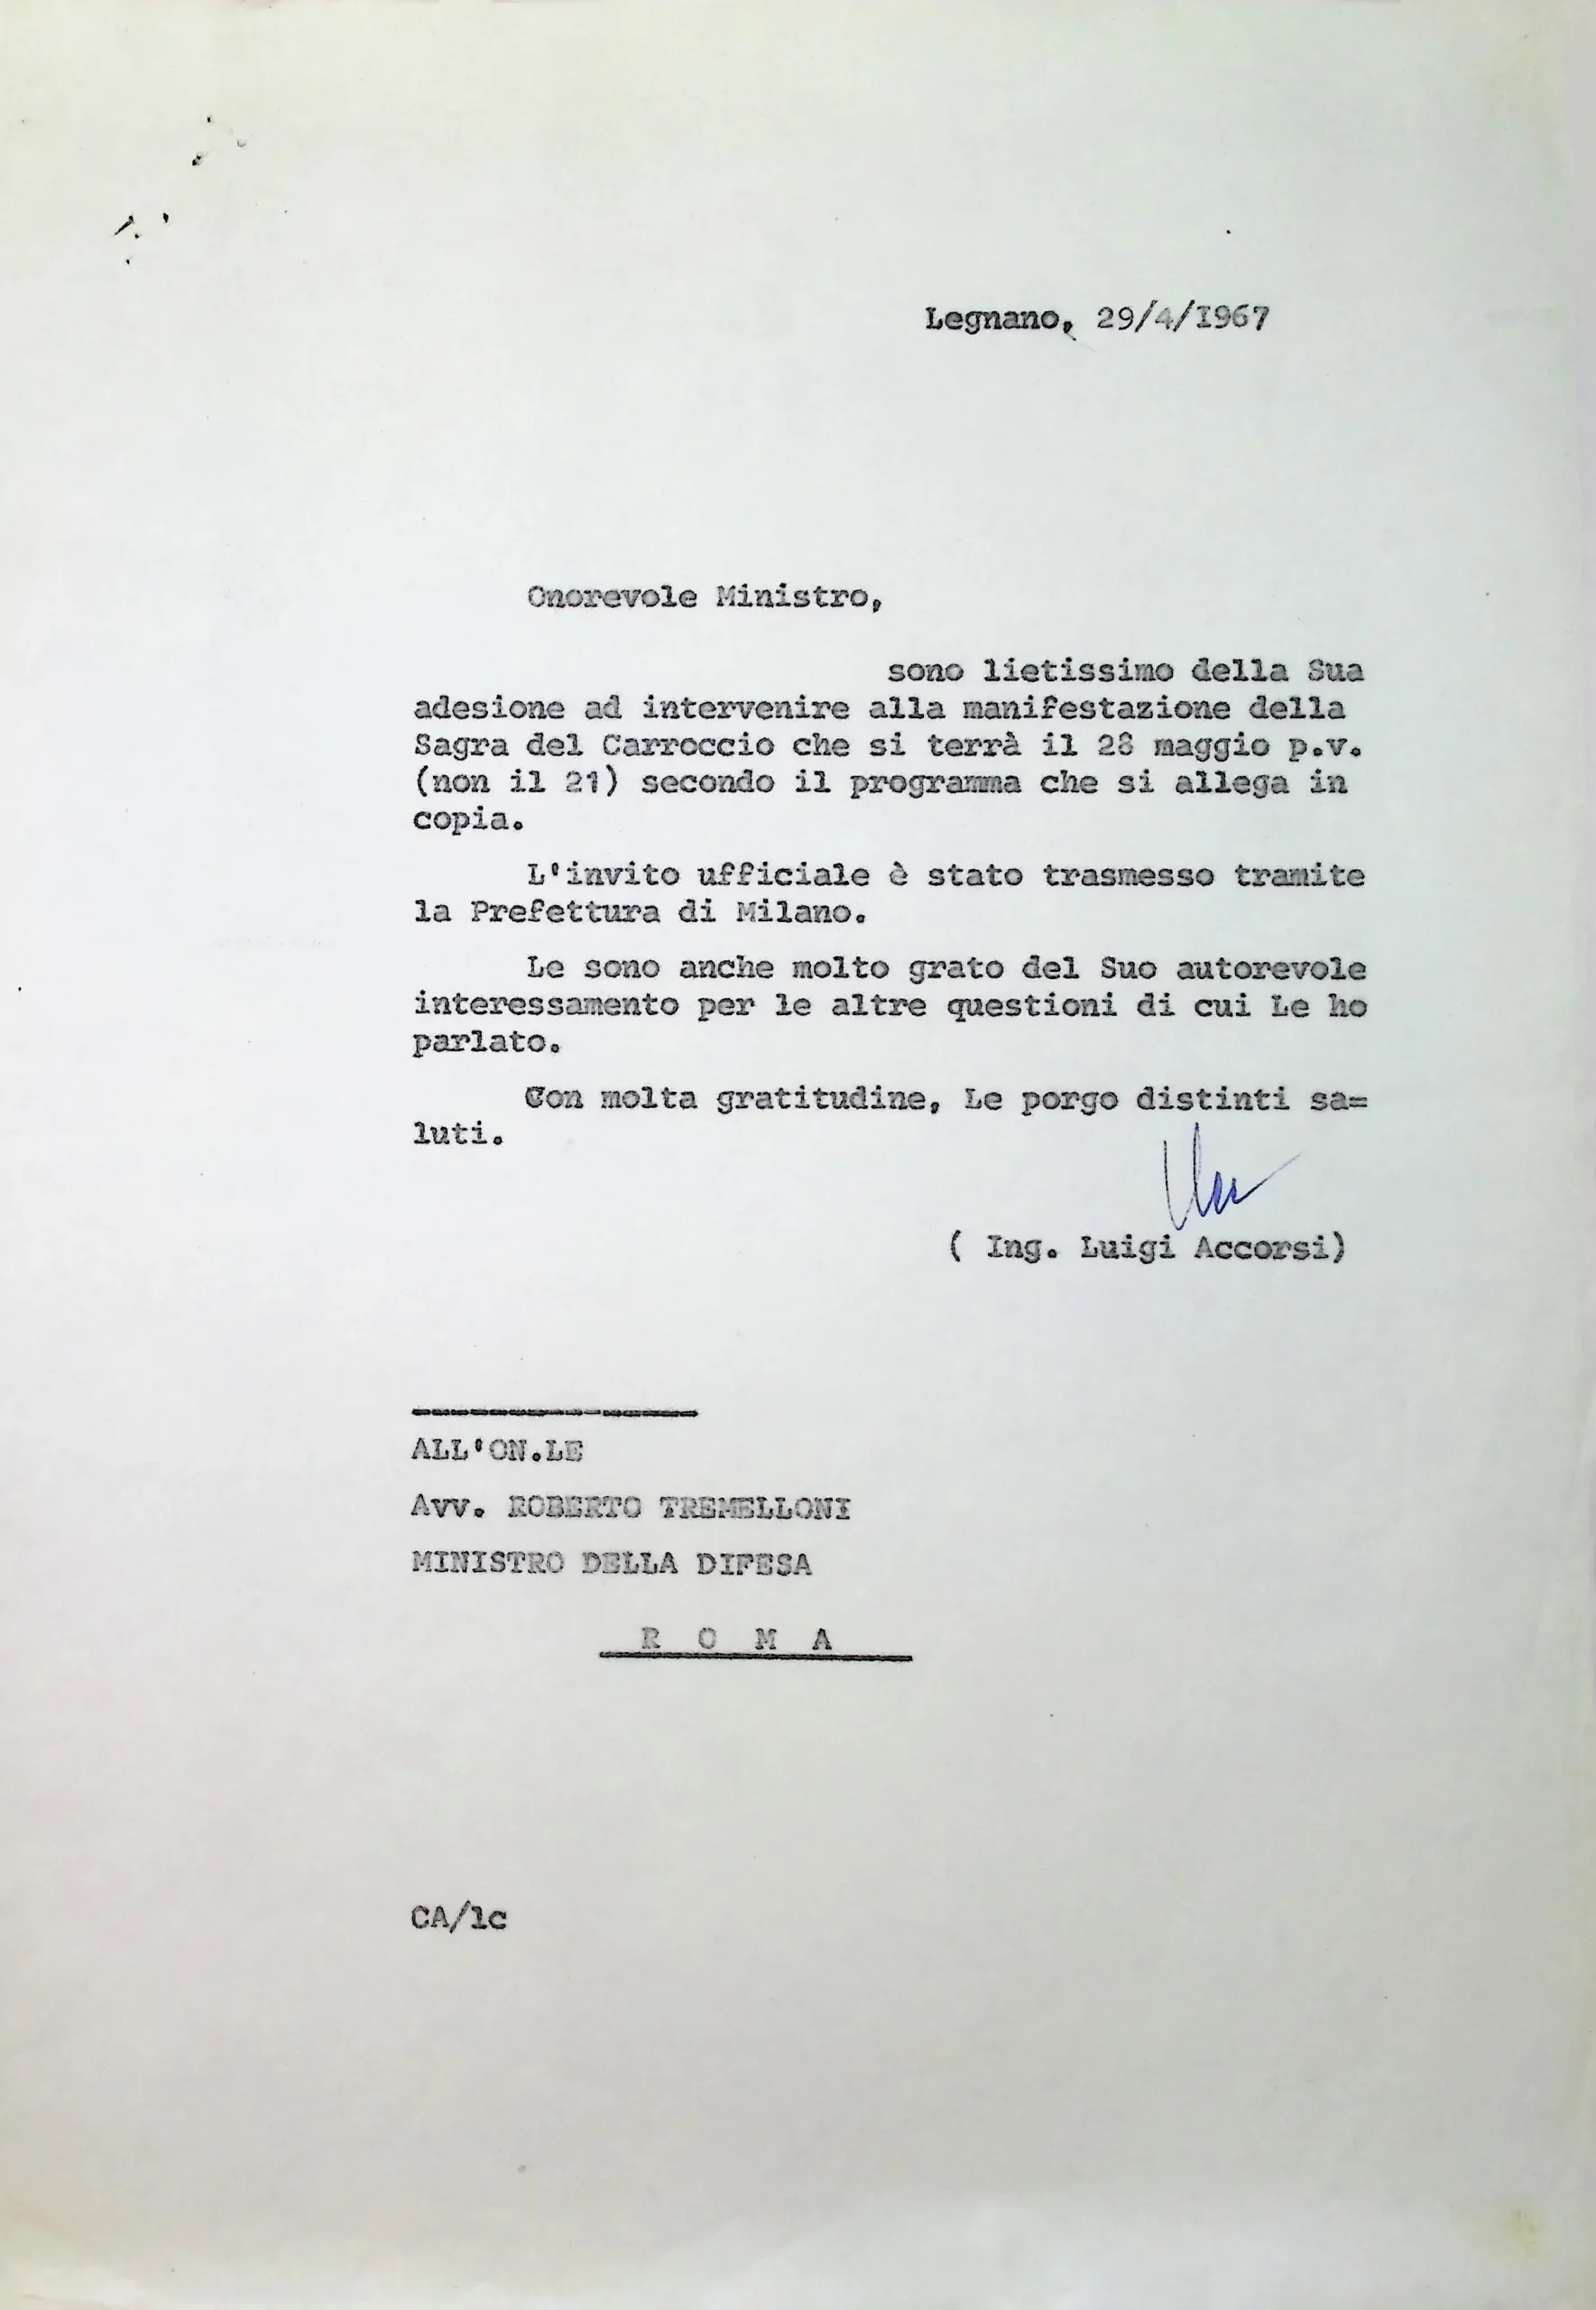 Legnano, 29/4/1967
Onorevole Ministro,
sono lietissimo della Sua
adesione ad intervenire alla manifestazione della
Sagra del Carroccio che si terrà il 28 maggio p.v.
(non il 21) secondo il programma che si allega in
copia.
L'invito ufficiale è stato trasmesso tramite
la Prefettura di Milano.
Le sono anche molto grato del Suo autorevole
interessamento per le altre questioni di cui Le ho
parlato.
Con molta gratitudine, Le porgo distinti sa=
luti.
( Ing. Luigi Accorsi)
ALL'ON.LE
Avv. ROBERTO TREMELLONI
MINISTRO DELLA DIFESA
R O M A
CA/lc